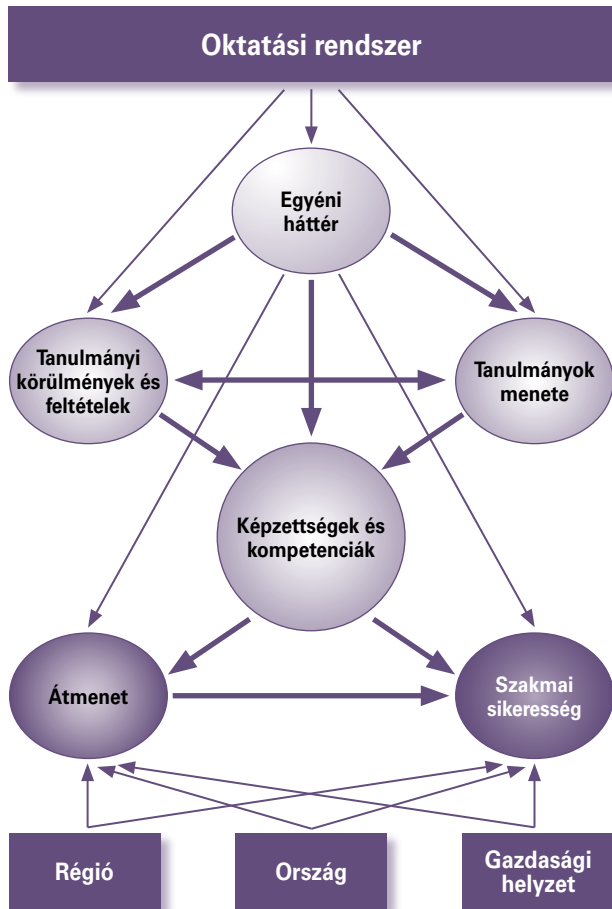 Oktatási rendszer
Egyéni
háttér
Tanulmányi
körülmények és
feltételek
Tanulmányok
menete
Képzettségek és
kompetenciák
Átmenet
Szakmai
sikeresség
Régió
Ország
Gazdasági
helyzet